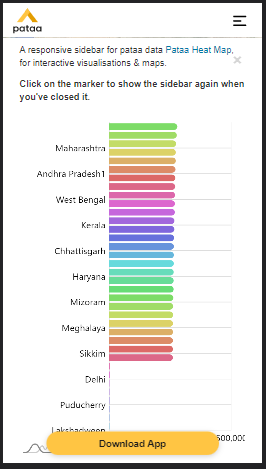 pataa
A responsive sidebar for pataa data Pataa Heat Map,
for interactive visualisations & maps.
×
Click on the marker to show the sidebar again when
you've closed it.
Maharashtra
Andhra Pradesh1
West Bengal
Kerala
Chhattisgarh
Haryana
Mizoram
Meghalaya
Sikkim
Delhi
Puducherry
Lakshadweep
500,000
Download App